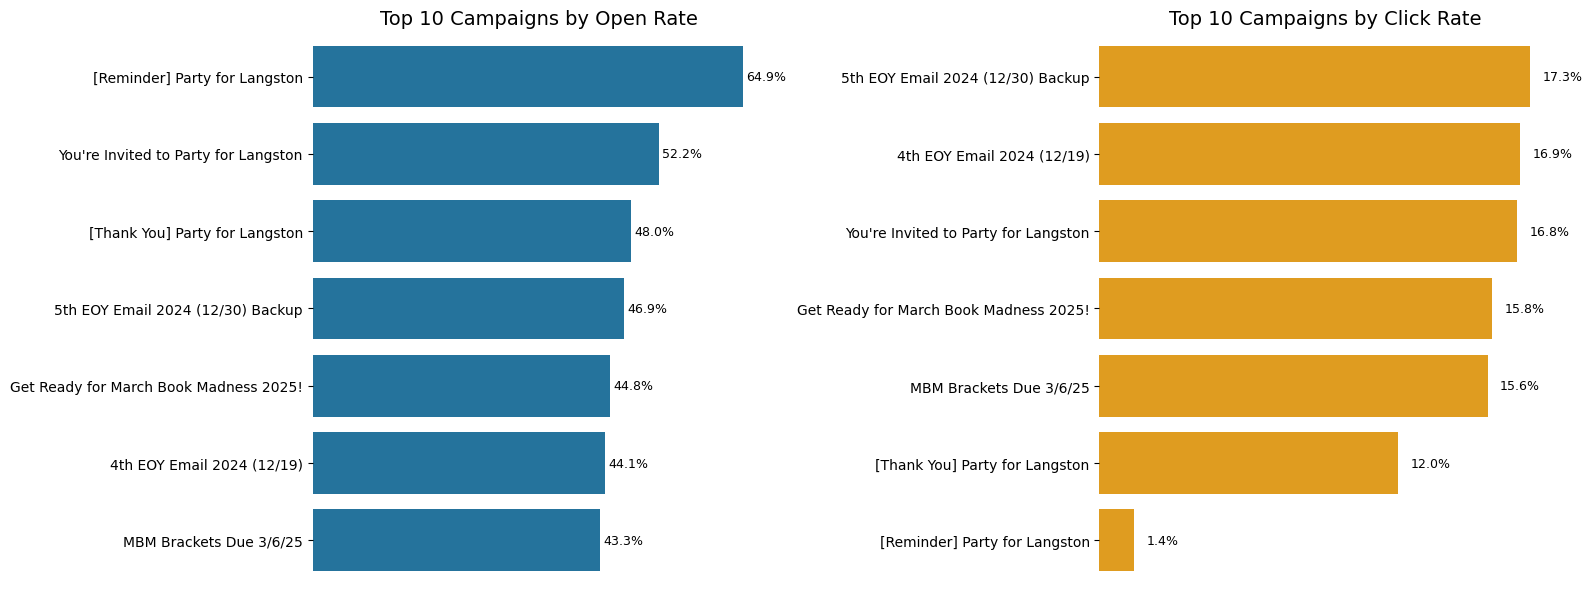 Top 10 Campaigns by Open Rate
[Reminder] Party for Langston 64.9%
You're Invited to Party for Langston 52.2%
[Thank You] Party for Langston 48.0%
5th EOY Email 2024 (12/30) Backup 46.9%
Get Ready for March Book Madness 2025! 44.8%
4th EOY Email 2024 (12/19) 44.1%
MBM Brackets Due 3/6/25 43.3%
Top 10 Campaigns by Click Rate
5th EOY Email 2024 (12/30) Backup 17.3%
4th EOY Email 2024 (12/19) 16.9%
You're Invited to Party for Langston 16.8%
Get Ready for March Book Madness 2025! 15.8%
MBM Brackets Due 3/6/25 15.6%
[Thank You] Party for Langston 12.0%
[Reminder] Party for Langston 1.4%